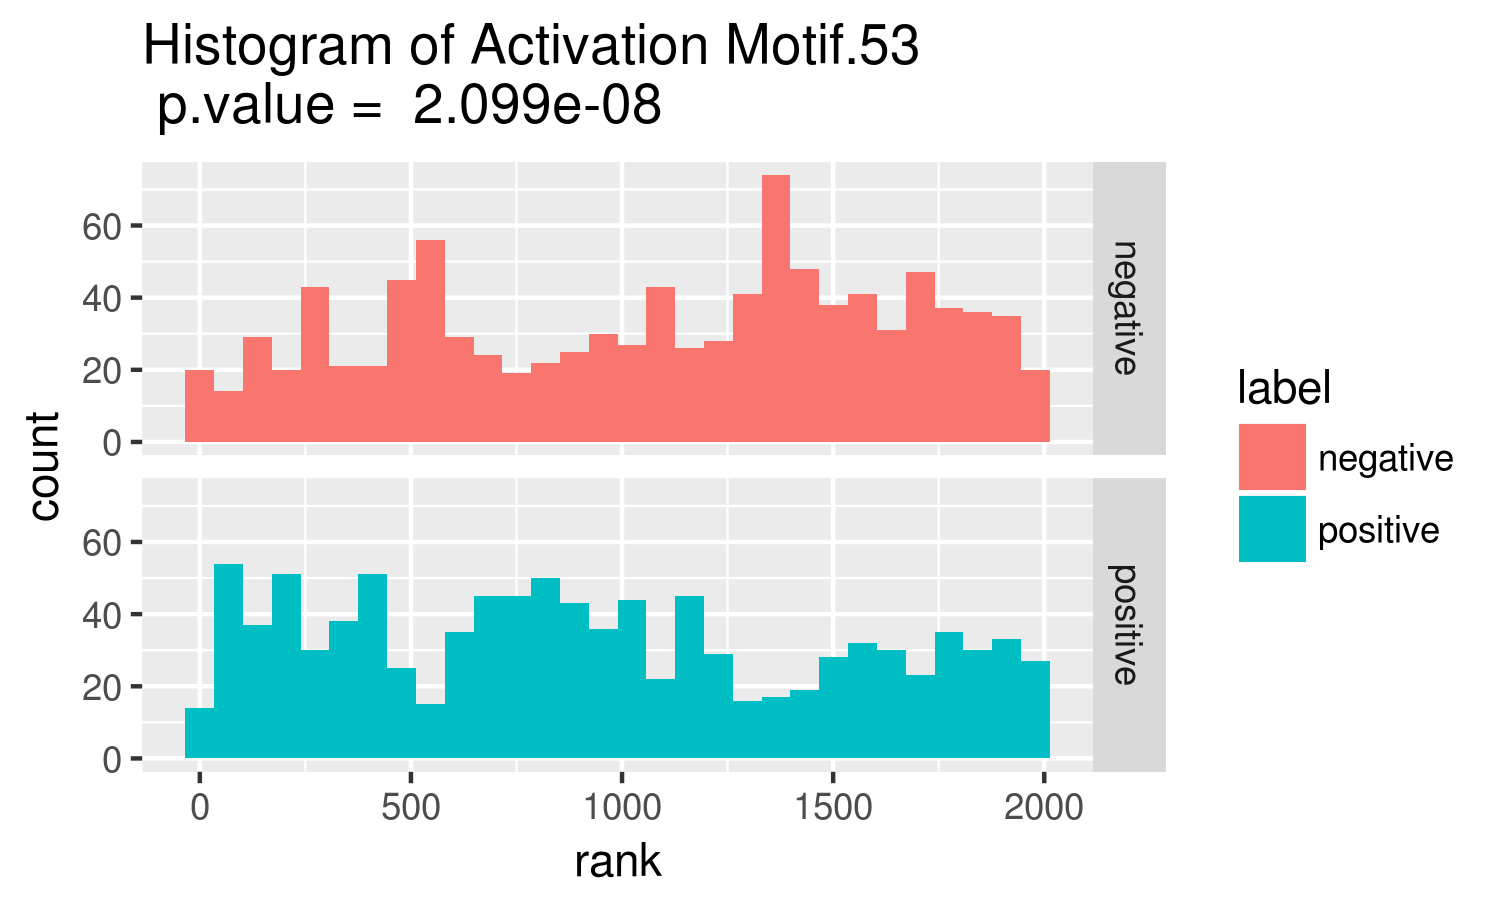 Histogram of Activation Motif.53
p.value = 2.099e-08
count
60
40
20
0
negative
60
40
20
0
positive
0 500 1000 1500 2000
rank
label
negative
positive